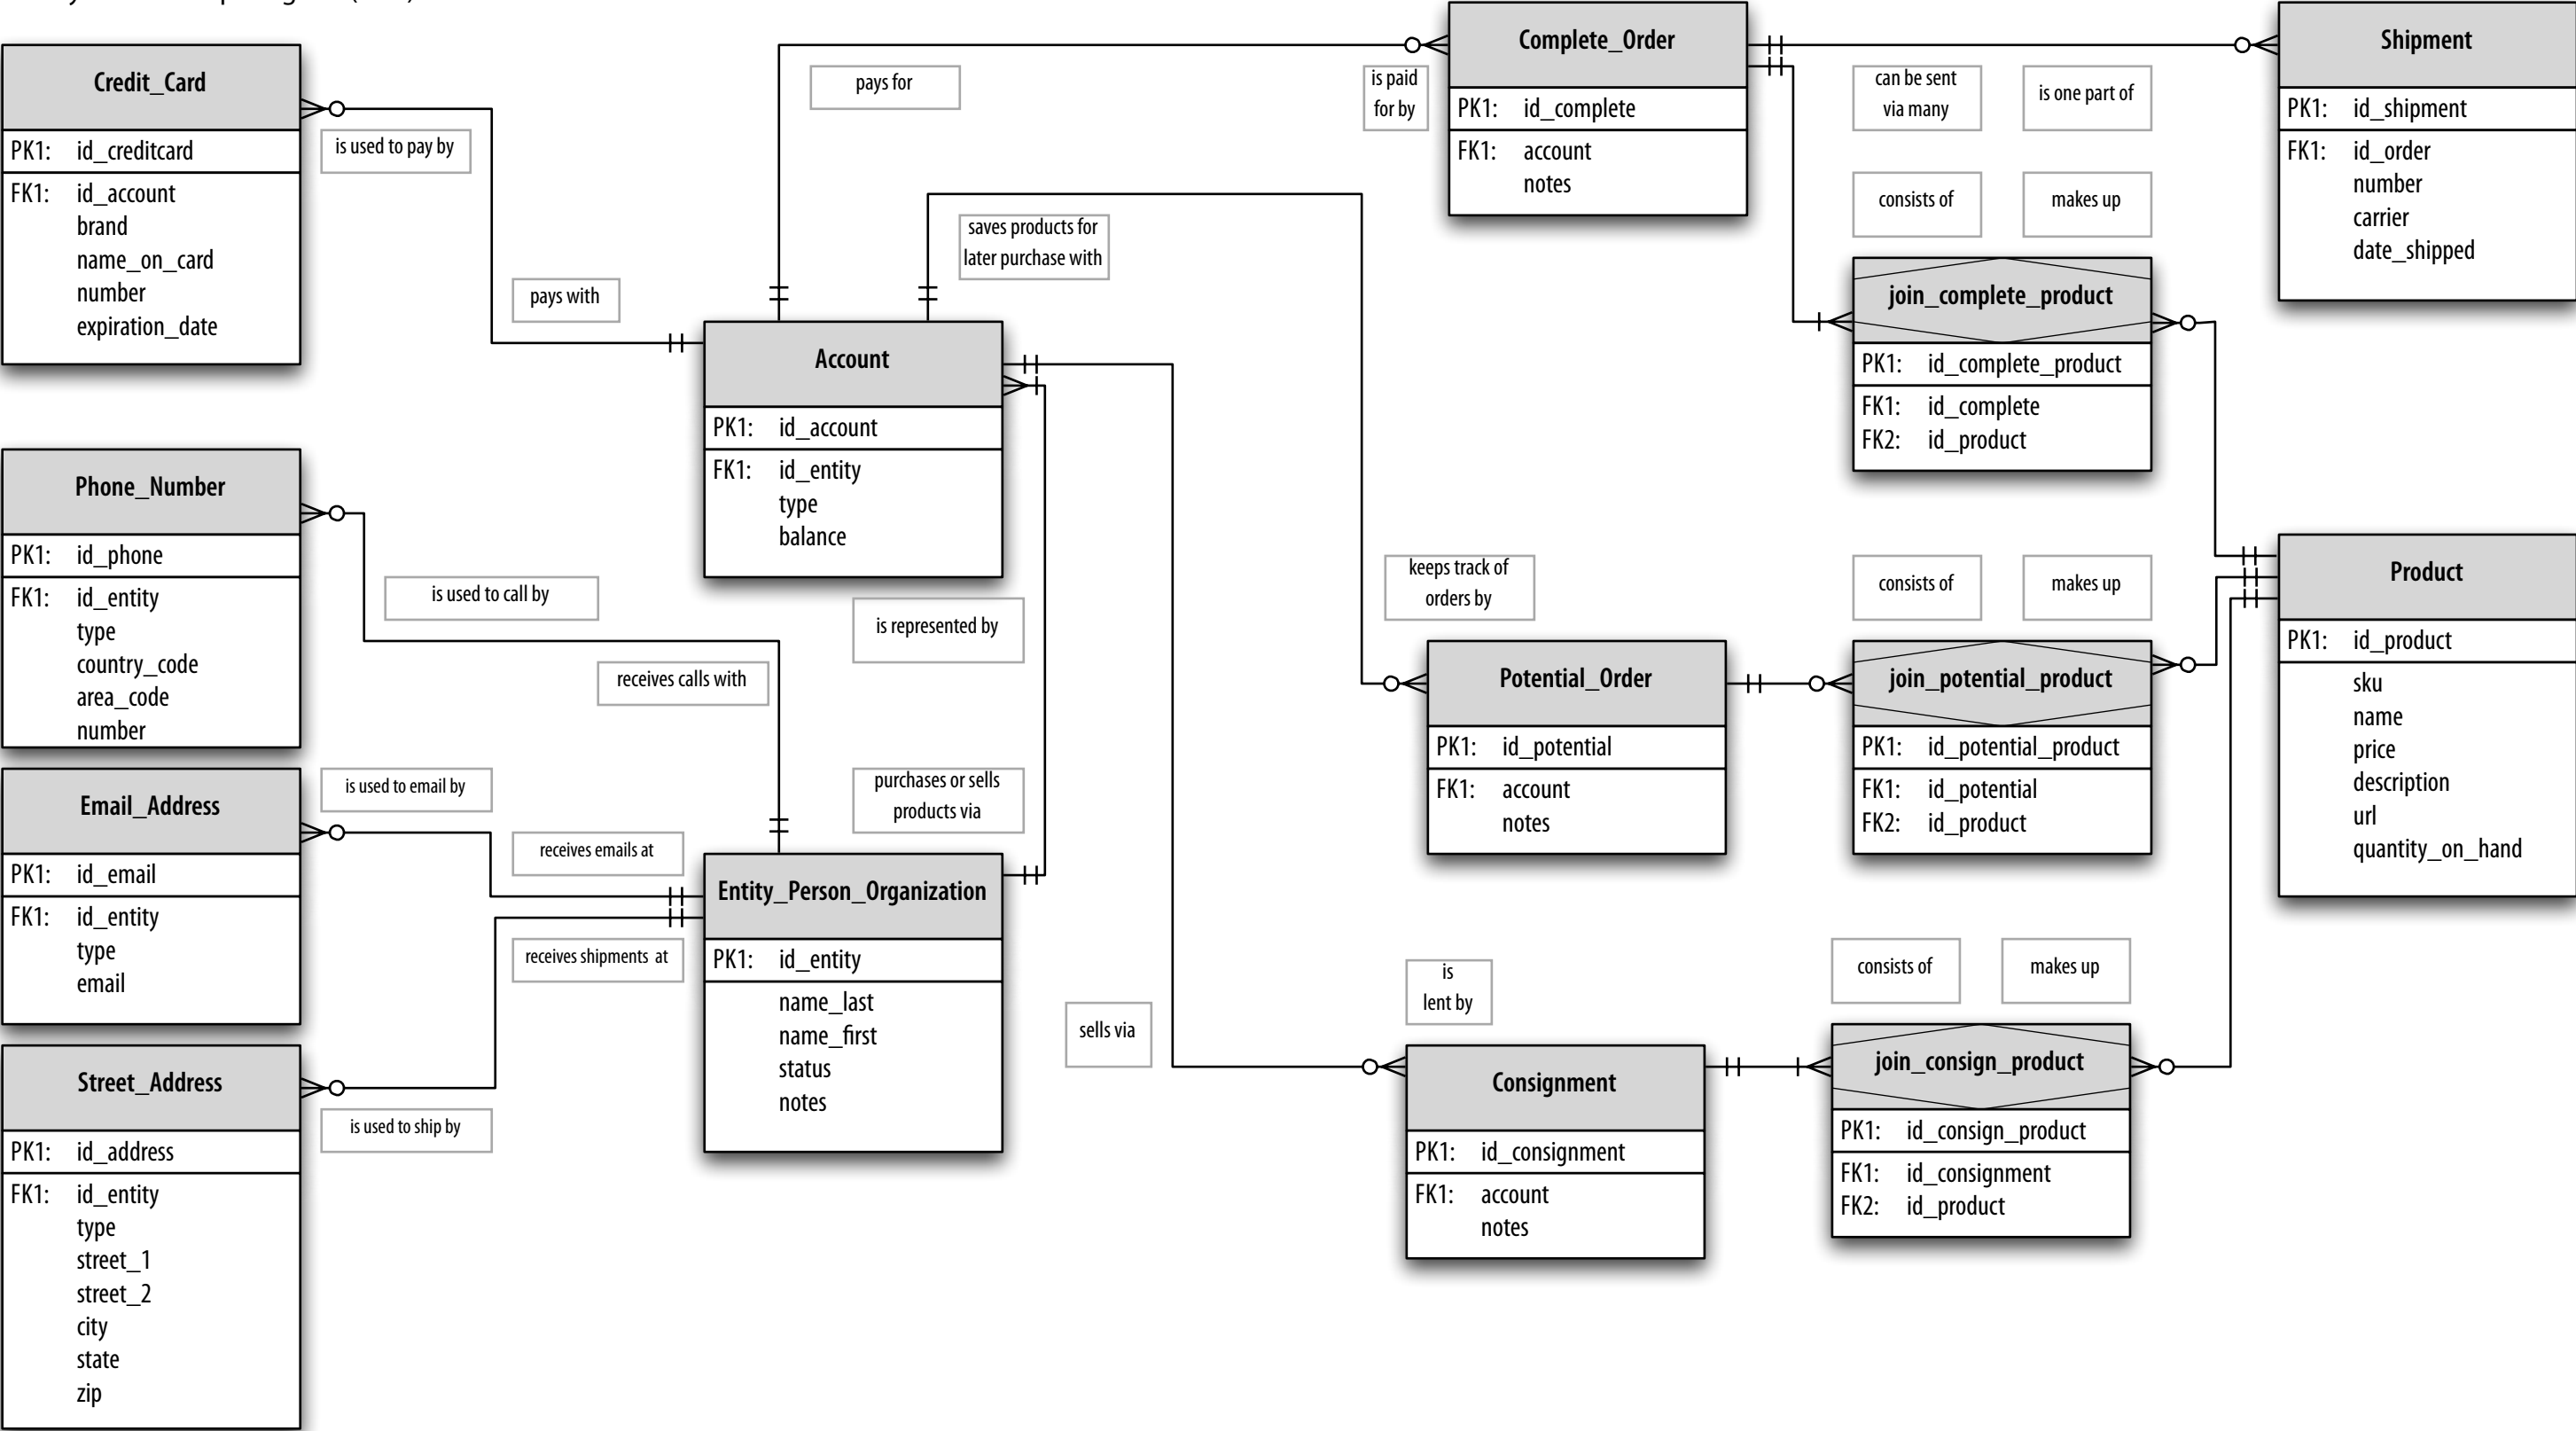 Credit_Card
PK1: id_creditcard
FK1: id_account
brand
name_on_card
number
expiration_date
is used to pay by
pays with
pays for
is paid
for by
saves products for
later purchase with
Complete_Order
PK1: id_complete
FK1: account
notes
can be sent
via many
is one part of
Shipment
PK1: id_shipment
FK1: id_order
number
carrier
date_shipped
consists of
makes up
join_complete_product
PK1: id_complete_product
FK1: id_complete
FK2: id_product
Account
PK1: id_account
FK1: id_entity
type
balance
Phone_Number
PK1: id_phone
FK1: id_entity
type
country_code
area_code
number
is used to call by
receives calls with
is represented by
purchases or sells
products via
keeps track of
orders by
consists of
makes up
Potential_Order
PK1: id_potential
FK1: account
notes
join_potential_product
PK1: id_potential_product
FK1: id_potential
FK2: id_product
Product
PK1: id_product
sku
name
price
description
url
quantity_on_hand
Email_Address
PK1: id_email
FK1: id_entity
type
email
is used to email by
receives emails at
receives shipments at
Entity_Person_Organization
PK1: id_entity
name_last
name_first
status
notes
Street_Address
PK1: id_address
FK1: id_entity
type
street_1
street_2
city
state
zip
is used to ship by
sells via
is
lent by
consists of
makes up
Consignment
PK1: id_consignment
FK1: account
notes
join_consign_product
PK1: id_consign_product
FK1: id_consignment
FK2: id_product